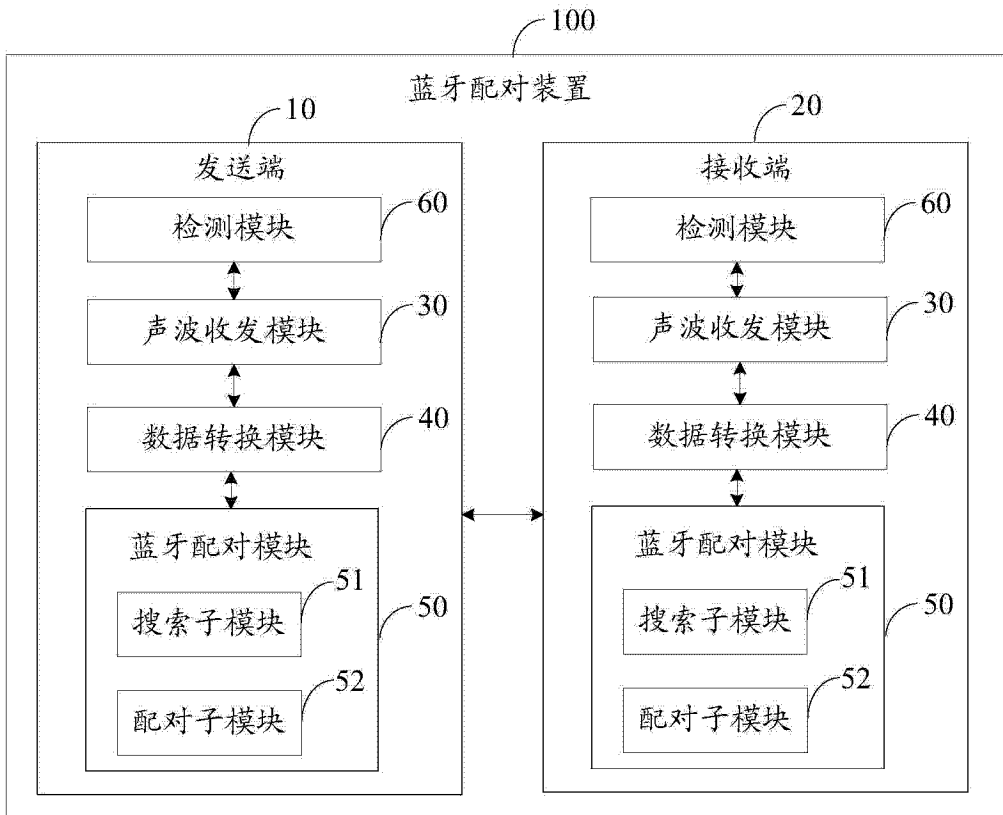 100
蓝牙配对装置
10
发送端
60
检测模块
30
声波收发模块
40
数据转换模块
蓝牙配对模块
51
搜索子模块
50
52
配对子模块
20
接收端
60
检测模块
30
声波收发模块
40
数据转换模块
蓝牙配对模块
51
搜索子模块
50
52
配对子模块